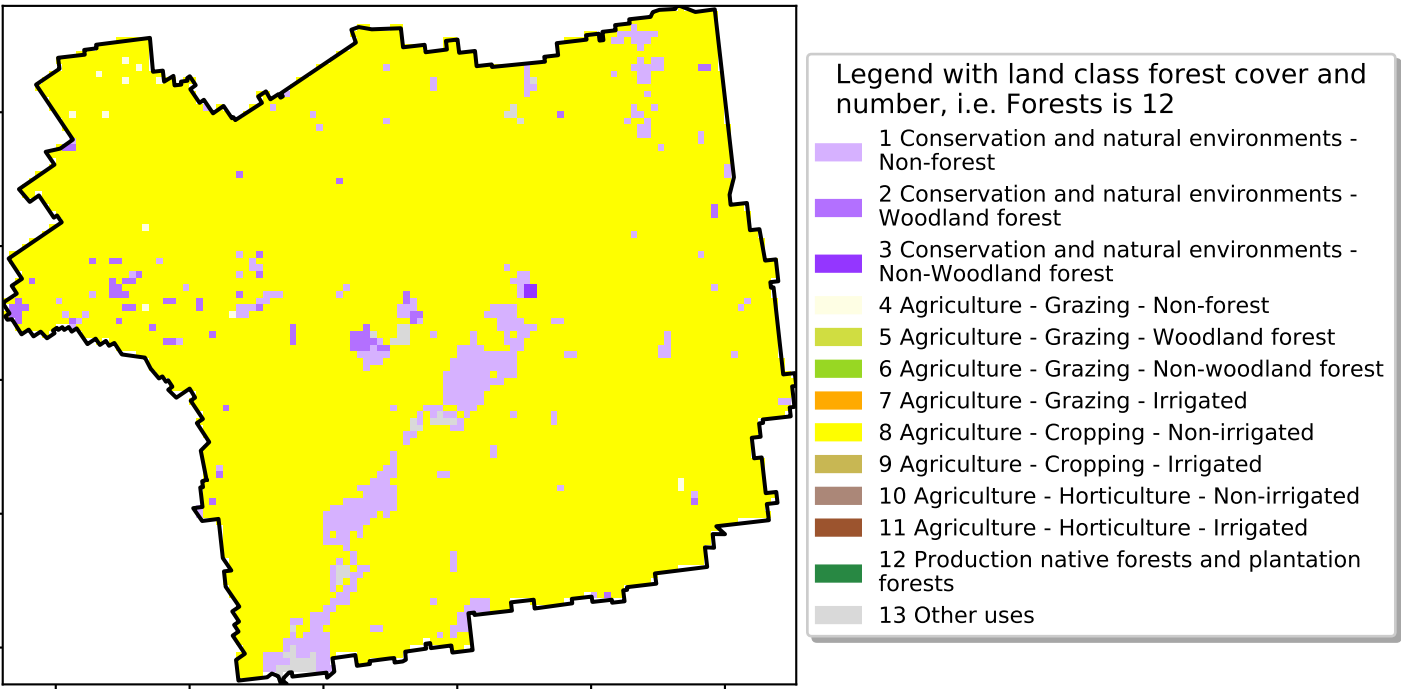 Legend with land class forest cover and
number, i.e. Forests is 12
1 Conservation and natural environments -
Non-forest
2 Conservation and natural environments -
Woodland forest
3 Conservation and natural environments -
Non-Woodland forest
4 Agriculture - Grazing - Non-forest
5 Agriculture - Grazing - Woodland forest
6 Agriculture - Grazing - Non-woodland forest
7 Agriculture - Grazing - Irrigated
8 Agriculture - Cropping - Non-irrigated
9 Agriculture - Cropping - Irrigated
10 Agriculture - Horticulture - Non-irrigated
11 Agriculture - Horticulture - Irrigated
12 Production native forests and plantation
forests
13 Other uses